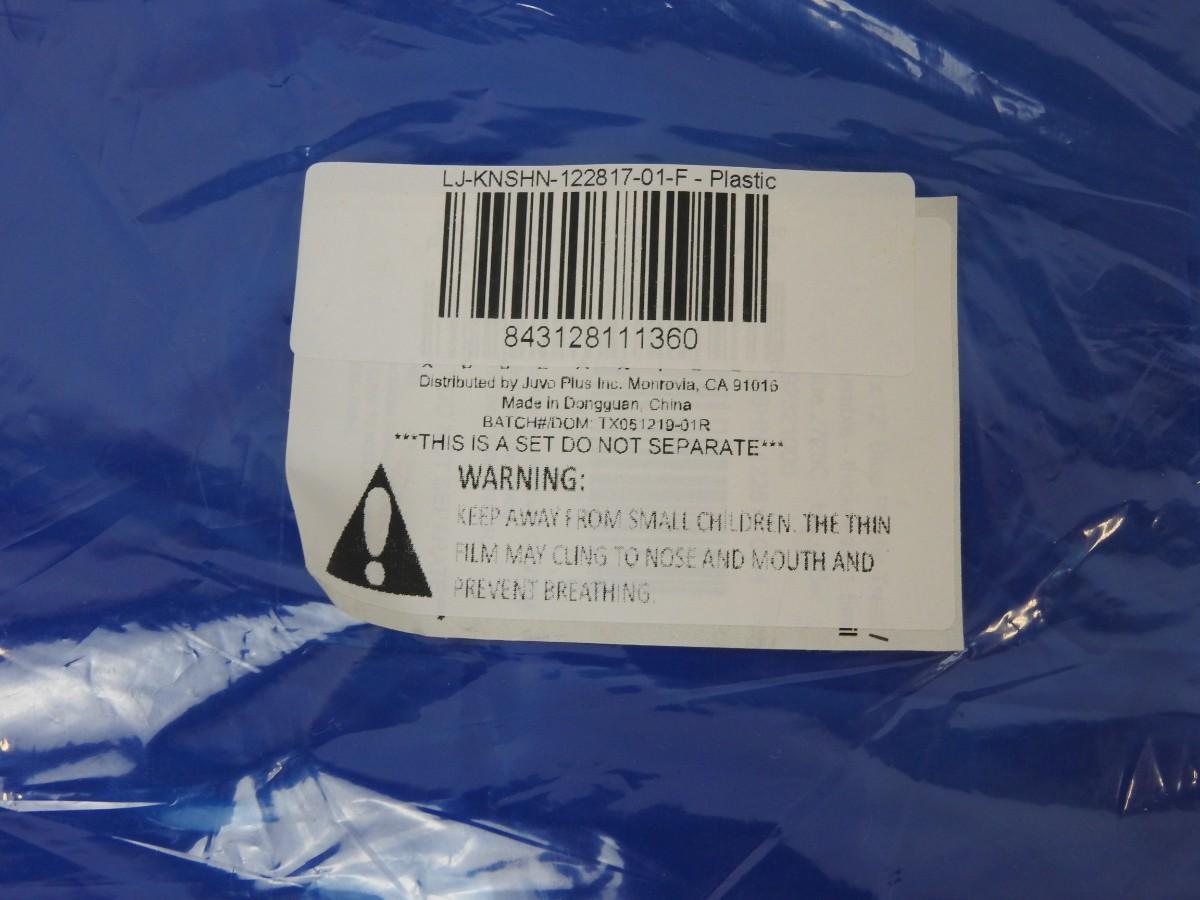 LJ-KNSHN-122817-01-F - Plastic
843128111360
Distributed by Juvo Plus Inc. Monrovia, CA 91016
Made in Dongguan, China
BATCH#/DOM: TX051219-01R
***THIS IS A SET DO NOT SEPARATE***
WARNING:
KEEP AWAY FROM SMALL CHILDREN. THE THIN
FILM MAY CLING TO NOSE AND MOUTH AND
PREVENT BREATHING.